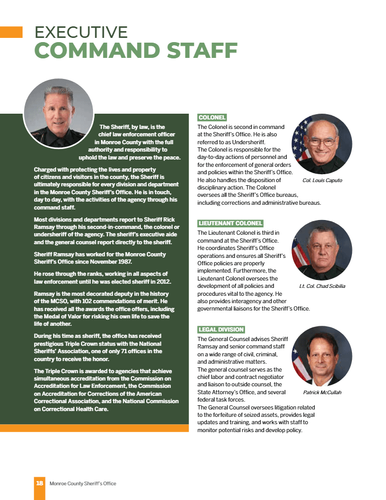 EXECUTIVE
COMMAND STAFF
The Sheriff, by law, is the
chief law enforcement officer
in Monroe County with the full
authority and responsibility to
uphold the law and preserve the peace.
Charged with protecting the lives and property
of citizens and visitors in the county, the Sheriff is
ultimately responsible for every division and department
in the Monroe County Sheriff's Office. He is in touch,
day to day, with the activities of the agency through his
command staff.
Most divisions and departments report to Sheriff Rick
Ramsay through his second-in-command, the colonel or
undersheriff of the agency. The sheriff's executive aide
and the general counsel report directly to the sheriff.
Sheriff Ramsay has worked for the Monroe County
Sheriff's Office since November 1987.
He rose through the ranks, working in all aspects of
law enforcement until he was elected sheriff in 2012.
Ramsay is the most decorated deputy in the history
of the MCSO, with 102 commendations of merit. He
has received all the awards the office offers, including
the Medal of Valor for risking his own life to save the
life of another.
During his time as sheriff, the office has received
prestigious Triple Crown status with the National
Sheriffs' Association, one of only 71 offices in the
country to receive the honor.
The Triple Crown is awarded to agencies that achieve
simultaneous accreditation from the Commission on
Accreditation for Law Enforcement, the Commission
on Accreditation for Corrections of the American
Correctional Association, and the National Commission
on Correctional Health Care.
COLONEL
The Colonel is second in command
at the Sheriff's Office. He is also
referred to as Undersheriff.
The Colonel is responsible for the
day-to-day actions of personnel and
for the enforcement of general orders
and policies within the Sheriff's Office.
He also handles the disposition of
disciplinary action. The Colonel
oversees all the Sheriff's Office bureaus,
including corrections and administrative bureaus.
Col. Louis Caputo
LIEUTENANT COLONEL
The Lieutenant Colonel is third in
command at the Sheriff's Office.
He coordinates Sheriff's Office
operations and ensures all Sheriff's
Office policies are properly
implemented. Furthermore, the
Lieutenant Colonel oversees the
development of all policies and
procedures vital to the agency. He
also provides interagency and other
governmental liaisons for the Sheriff's Office.
Lt. Col. Chad Scibilia
LEGAL DIVISION
The General Counsel advises Sheriff
Ramsay and senior command staff
on a wide range of civil, criminal,
and administrative matters.
The general counsel serves as the
chief labor and contract negotiator
and liaison to outside counsel, the
State Attorney's Office, and several
federal task forces.
The General Counsel oversees litigation related
to the forfeiture of seized assets, provides legal
updates and training, and works with staff to
monitor potential risks and develop policy.
Patrick McCullah
18 Monroe County Sheriff's Office